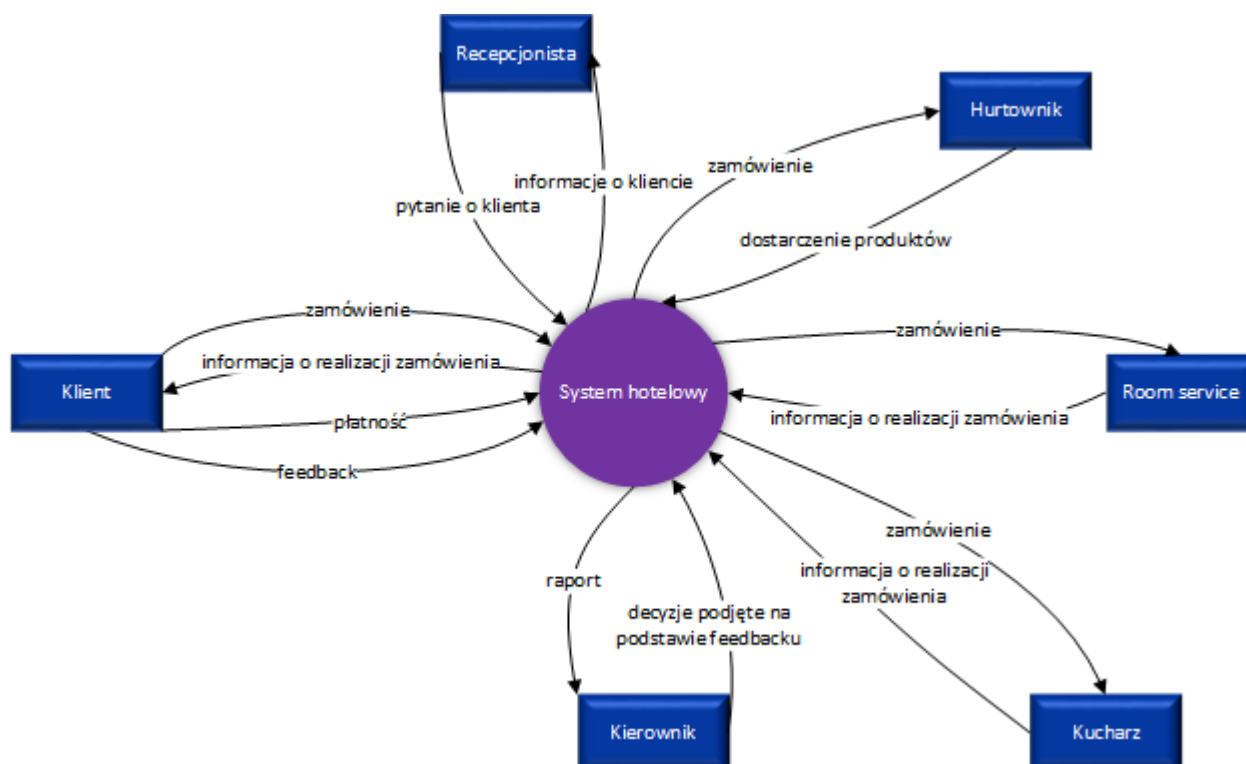 Recepcjonista
Hurtownik
zamówienie
informacje o kliencie
pytanie o klienta
dostarczenie produktów
zamówienie
zamówienie
informacja o realizacji zamówienia
Klient
System hotelowy
Room service
informacja o realizacji zamówienia
płatność
feedback
zamówienie
informacja o realizacji
zamówienia
raport
decyzje podjęte na
podstawie feedbacku
Kierownik
Kucharz